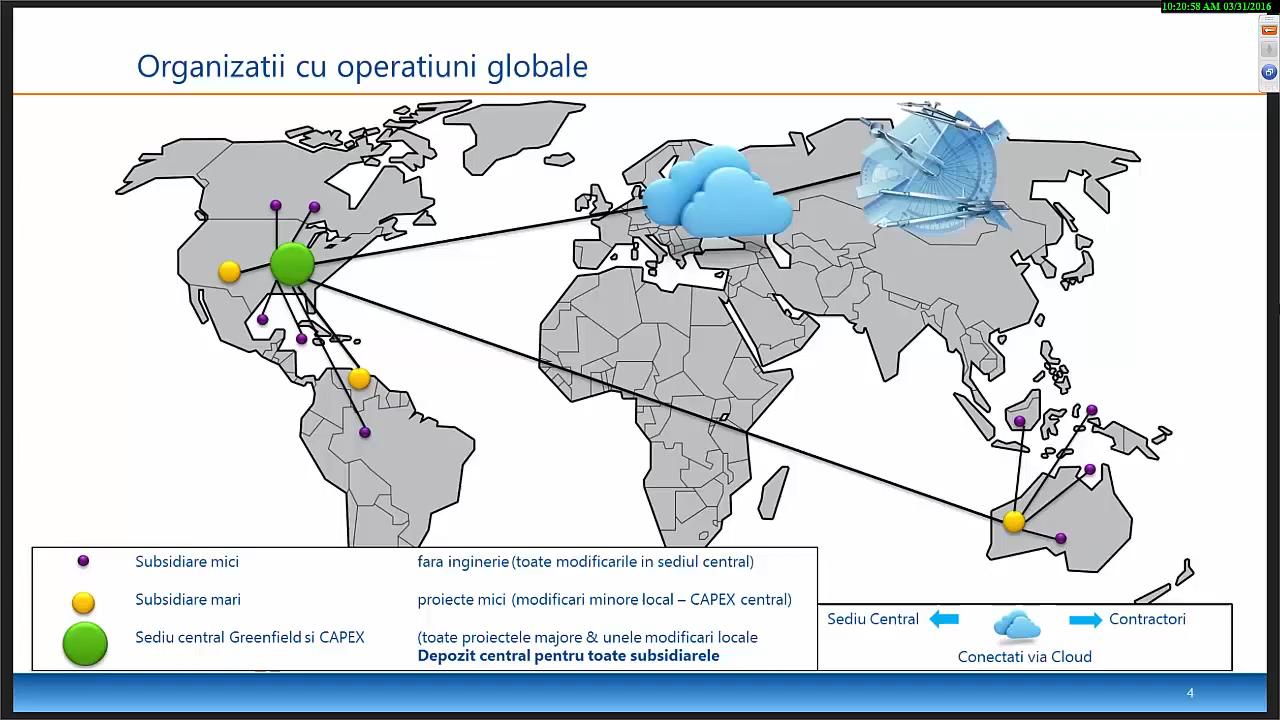 10:20:58 AM 03/31/2016
Organizatii cu operatiuni globale
Subsidiare mici fara inginerie (toate modificarile in sediul central)
Subsidiare mari proiecte mici (modificari minore local – CAPEX central)
Sediu central Greenfield si CAPEX (toate proiectele majore & unele modificari locale
Depozit central pentru toate subsidiarele
Sediu Central Contractori
Conectati via Cloud
4